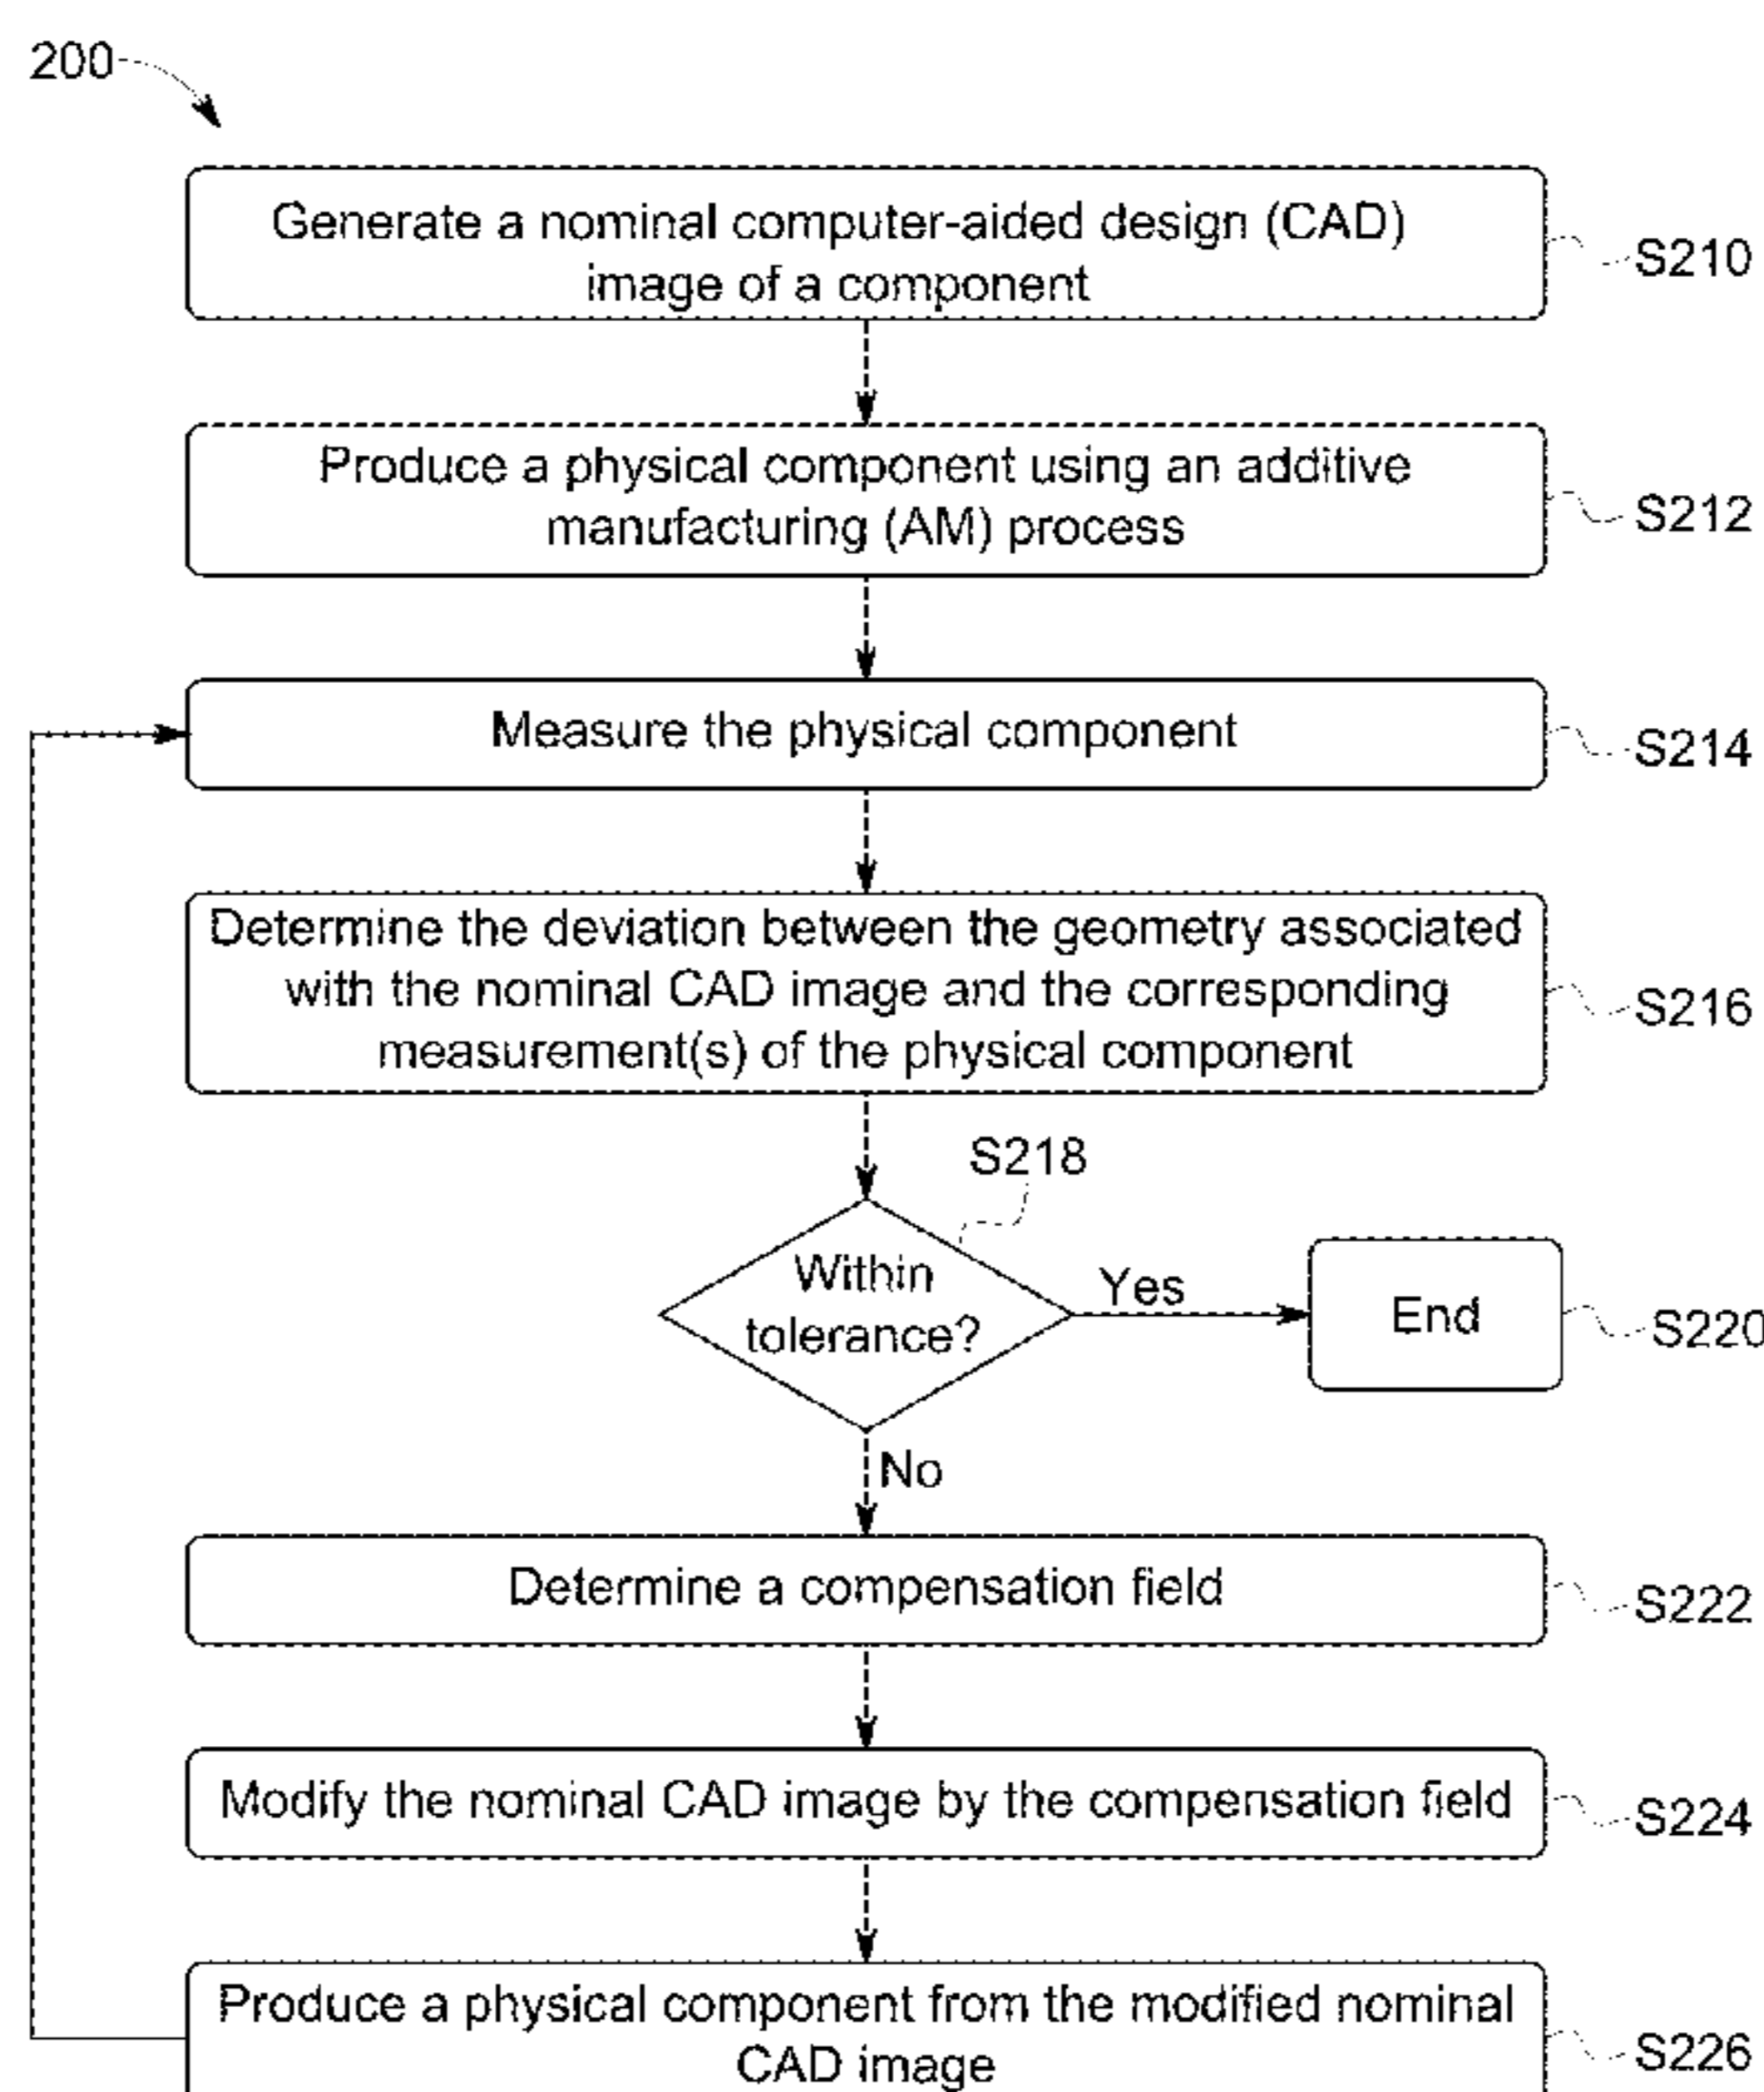 200
Generate a nominal computer-aided design (CAD)
image of a component
S210
Produce a physical component using an additive
manufacturing (AM) process
S212
Measure the physical component
S214
Determine the deviation between the geometry associated
with the nominal CAD image and the corresponding
measurement(s) of the physical component
S216
S218
Within
tolerance?
Yes
End
S220
No
Determine a compensation field
S222
Modify the nominal CAD image by the compensation field
S224
Produce a physical component from the modified nominal
CAD image
S226